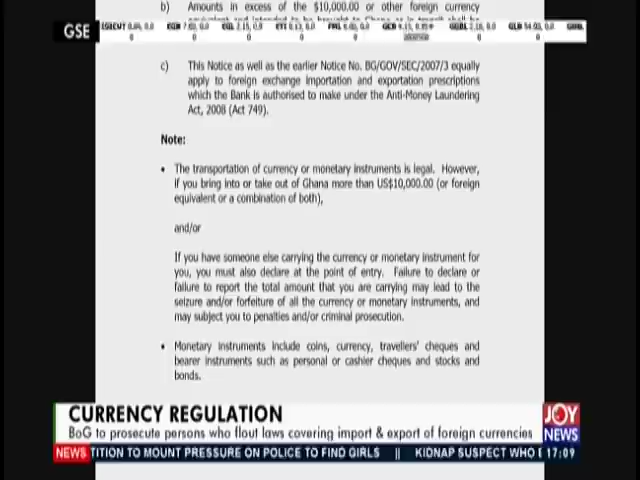 b) Amounts in excess of the $10,000.00 or other foreign currency
GSE
c) This Notice as well as the earlier Notice No. BG/GOV/SEC/2007/3 equally
apply to foreign exchange importation and exportation prescriptions
which the Bank is authorised to make under the Anti-Money Laundering
Act, 2008 (Act 749).
Note:
• The transportation of currency or monetary instruments is legal. However,
if you bring into or take out of Ghana more than US$10,000.00 (or foreign
equivalent or a combination of both),
and/or
If you have someone else carrying the currency or monetary instrument for
you, you must also declare at the point of entry. Failure to declare or
failure to report the total amount that you are carrying may lead to the
seizure and/or forfeiture of all the currency or monetary instruments, and
may subject you to penalties and/or criminal prosecution.
• Monetary instruments include coins, currency, travellers' cheques and
bearer instruments such as personal or cashier cheques and stocks and
bonds.
CURRENCY REGULATION
BoG to prosecute persons who flout laws covering import & export of foreign currencies
JOY
NEWS
NEWS TITION TO MOUNT PRESSURE ON POLICE TO FIND GIRLS || KIDNAP SUSPECT WHO 17:09